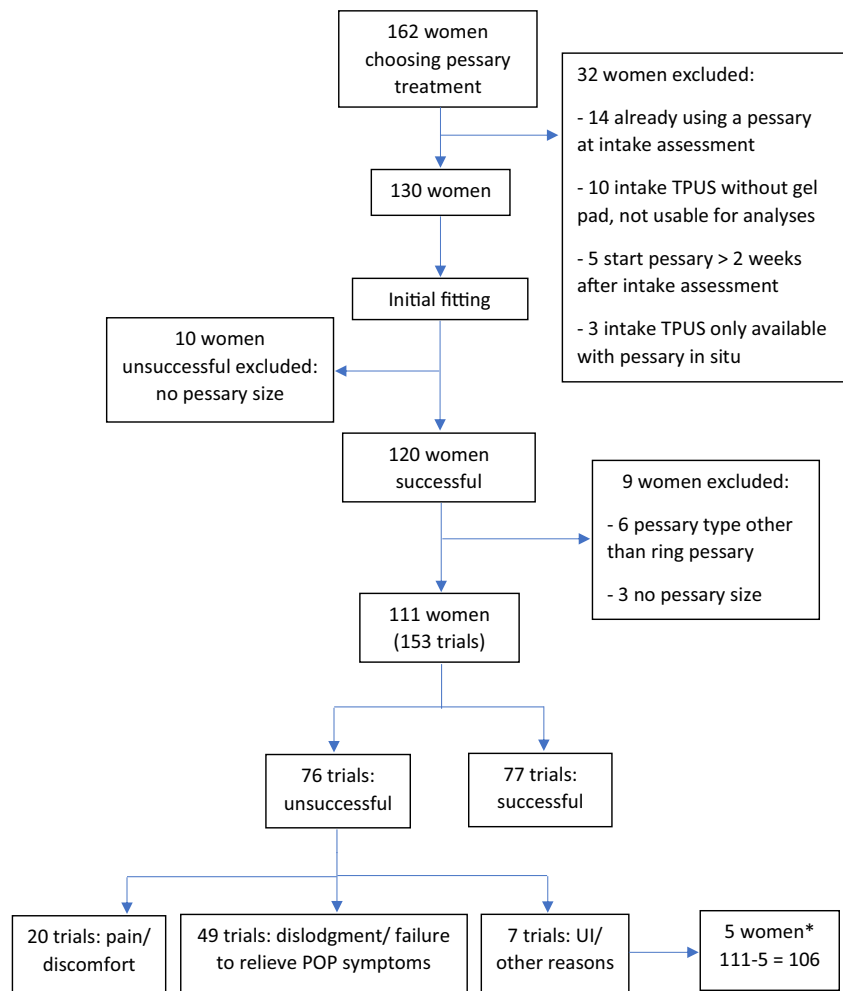 162 women
choosing pessary
treatment
32 women excluded:
- 14 already using a pessary
at intake assessment
- 10 intake TPUS without gel
pad, not usable for analyses
- 5 start pessary > 2 weeks
after intake assessment
- 3 intake TPUS only available
with pessary in situ
130 women
Initial fitting
10 women
unsuccessful excluded:
no pessary size
120 women
successful
9 women excluded:
- 6 pessary type other
than ring pessary
- 3 no pessary size
111 women
(153 trials)
76 trials:
unsuccessful
77 trials:
successful
20 trials: pain/
discomfort
49 trials: dislodgment/ failure
to relieve POP symptoms
7 trials: UI/
other reasons
5 women*
111-5 = 106